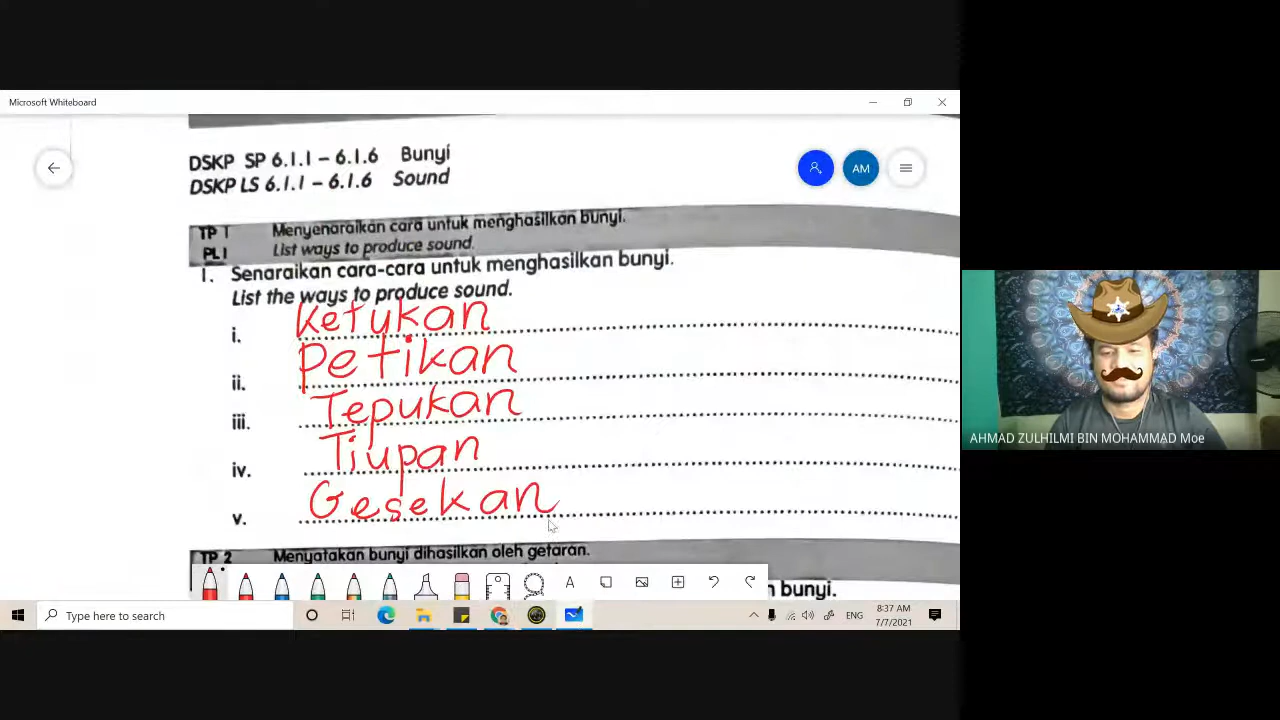 Microsoft Whiteboard
DSKP SP 6.1.1 – 6.1.6 Bunyi
DSKP LS 6.1.1 – 6.1.6 Sound
AM
TP 1 Menyenaraikan cara untuk menghasilkan bunyi.
PL 1 List ways to produce sound.
1. Senaraikan cara-cara untuk menghasilkan bunyi.
List the ways to produce sound.
i. Ketukan
ii. Petikan
iii. Tepukan
iv. Tiupan
v. Gesekan
TP 2 Menyatakan bunyi dihasilkan oleh getaran.
bunyi.
A
AHMAD ZULHILMI BIN MOHAMMAD Moe
Type here to search
ENG
8:37 AM
7/7/2021